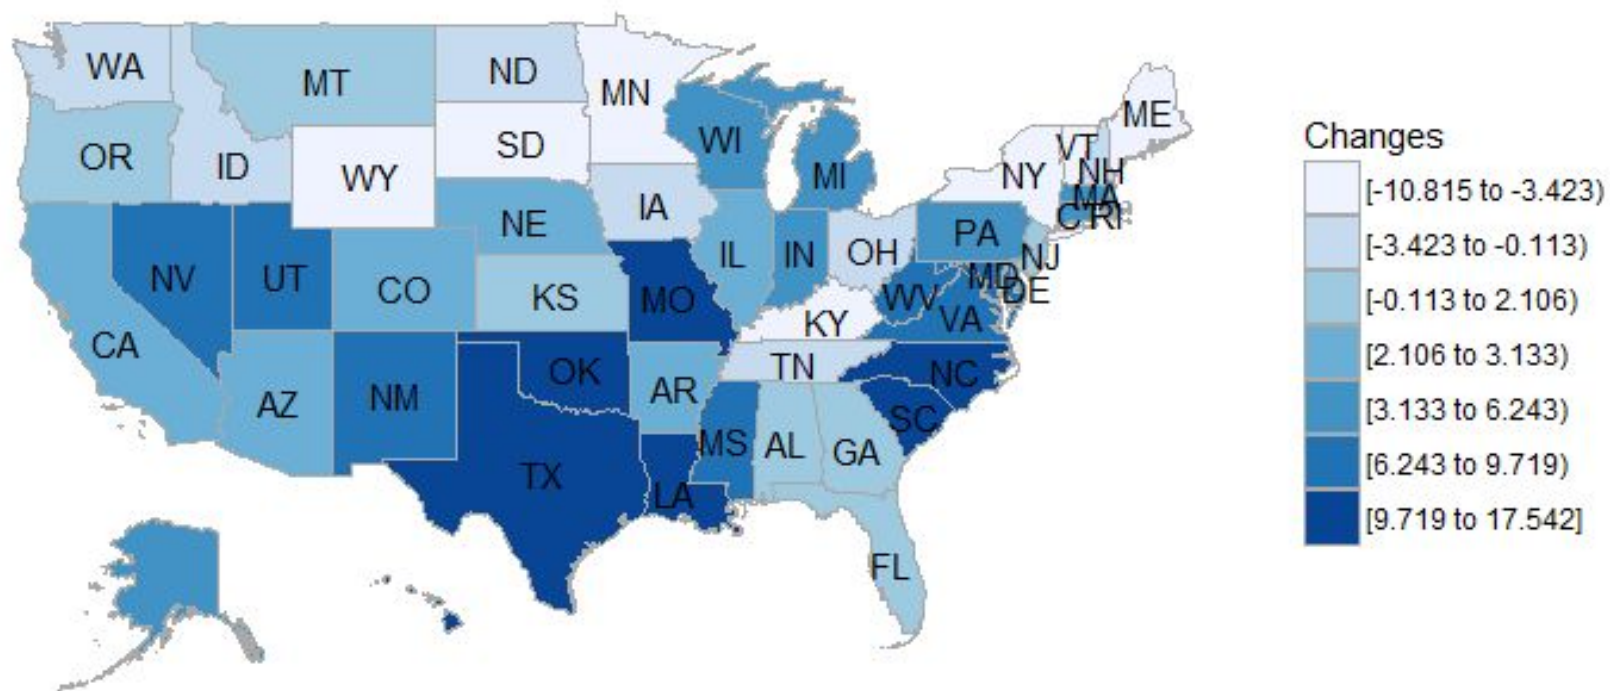 WA
MT
ND
MN
ME
OR
ID
WY
SD
WI
MI
NY
VT
NH
MA
CT
RI
NV
UT
CO
NE
IA
IL
IN
OH
PA
NJ
CA
KS
MO
KY
WV
MD
DE
VA
AZ
NM
OK
AR
TN
NC
TX
LA
MS
AL
GA
SC
FL
Changes
[-10.815 to -3.423)
[-3.423 to -0.113)
[-0.113 to 2.106)
[2.106 to 3.133)
[3.133 to 6.243)
[6.243 to 9.719)
[9.719 to 17.542]